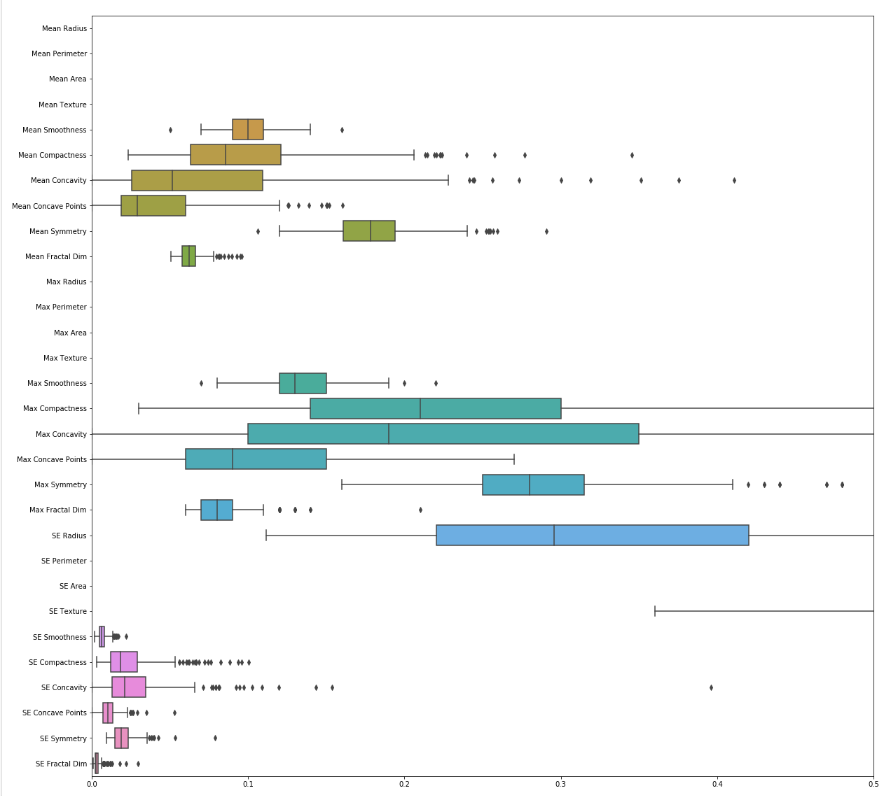 Mean Radius
Mean Perimeter
Mean Area
Mean Texture
Mean Smoothness
Mean Compactness
Mean Concavity
Mean Concave Points
Mean Symmetry
Mean Fractal Dim
Max Radius
Max Perimeter
Max Area
Max Texture
Max Smoothness
Max Compactness
Max Concavity
Max Concave Points
Max Symmetry
Max Fractal Dim
SE Radius
SE Perimeter
SE Area
SE Texture
SE Smoothness
SE Compactness
SE Concavity
SE Concave Points
SE Symmetry
SE Fractal Dim
0.0 0.1 0.2 0.3 0.4 0.5